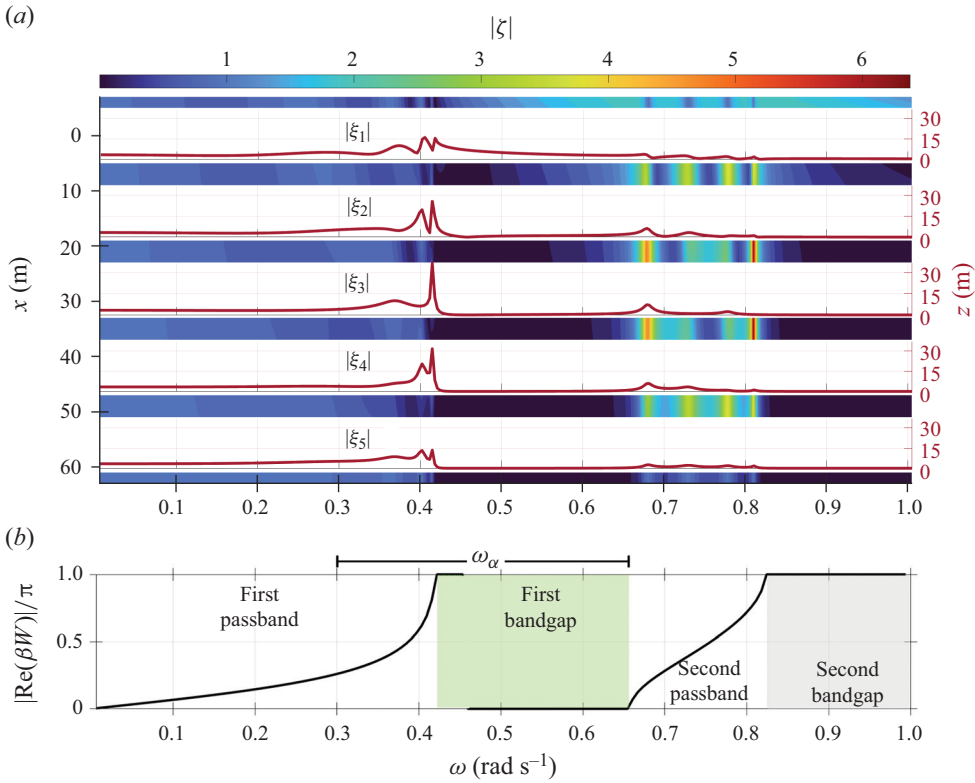 (a)
|ζ|
1 2 3 4 5 6
x (m)
0
10
20
30
40
50
60
|ξ1|
|ξ2|
|ξ3|
|ξ4|
|ξ5|
30
15
0
30
15
0
30
15
0
30
15
0
30
15
0
z (m)
0.1 0.2 0.3 0.4 0.5 0.6 0.7 0.8 0.9 1.0
(b)
|Re(βW)|/π
1.0
0.5
0
ωα
First
passband
First
bandgap
Second
passband
Second
bandgap
0.1 0.2 0.3 0.4 0.5 0.6 0.7 0.8 0.9 1.0
ω (rad s⁻¹)